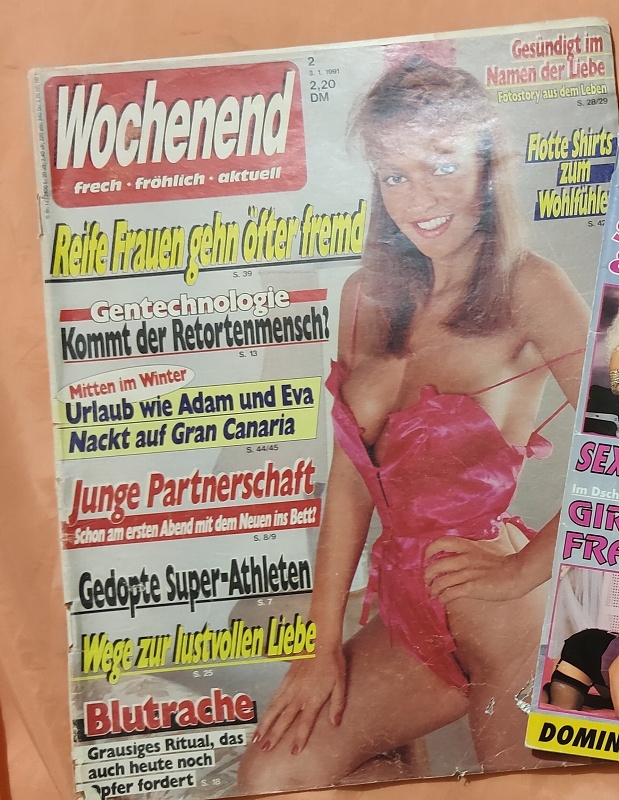 2
3. 1. 1991
2,20
DM
Wochenend
frech · fröhlich · aktuell
Gesündigt im
Namen der Liebe
Fotostory aus dem Leben
S. 28/29
Flotte Shirts
zum
Wohlfühle
S. 42
Reife Frauen gehn öfter fremd
S. 39
Gentechnologie
Kommt der Retortenmensch?
S. 13
Mitten im Winter
Urlaub wie Adam und Eva
Nackt auf Gran Canaria
S. 44/45
Junge Partnerschaft
Schon am ersten Abend mit dem Neuen ins Bett?
S. 8/9
Gedopte Super-Athleten
S. 7
Wege zur lustvollen Liebe
S. 25
Blutrache
Grausiges Ritual, das
auch heute noch
Opfer fordert S. 18
SEX
Im Dsch
GIR
FRA
DOMIN